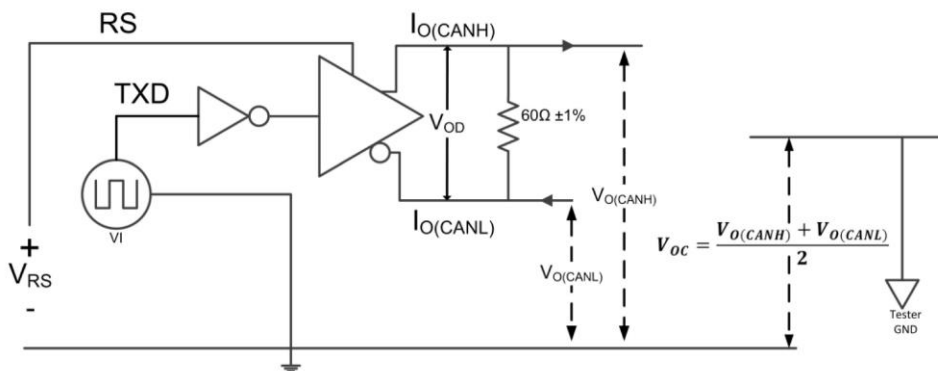 RS
I_O(CANH)
TXD
V_OD
60Ω ±1%
I_O(CANL)
VI
+
V_RS
-
V_O(CANL)
V_O(CANH)
V_OC = (V_O(CANH) + V_O(CANL)) / 2
Tester
GND